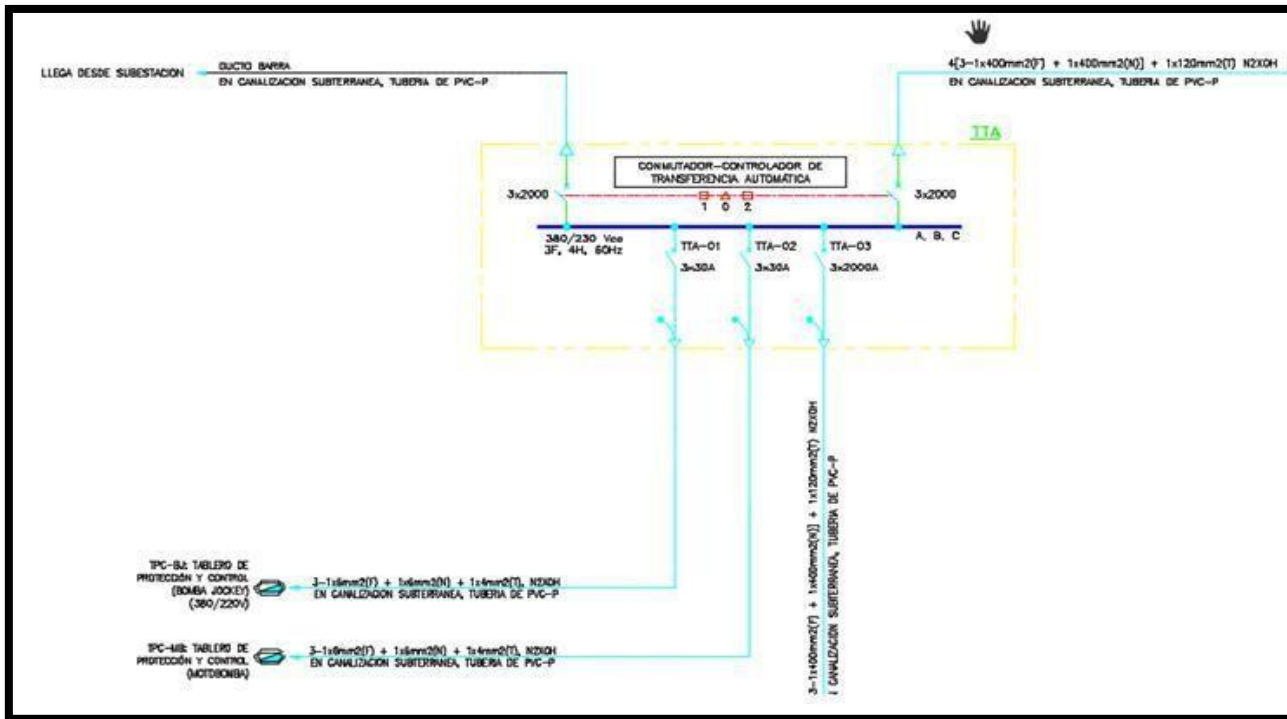 LLEGA DESDE SUBESTACION
DUCTO BARRA
EN CANALIZACION SUBTERRANEA, TUBERIA DE PVC-P
4[3-1x400mm2(F) + 1x400mm2(N)] + 1x120mm2(T) N2XOH
EN CANALIZACION SUBTERRANEA, TUBERIA DE PVC-P
TTA
CONMUTADOR-CONTROLADOR DE
TRANSFERENCIA AUTOMÁTICA
3x2000
1 0 2
3x2000
380/230 Vca
3F, 4H, 60Hz
A, B, C
TTA-01
3x30A
TTA-02
3x30A
TTA-03
3x2000A
3-1x400mm2(F) + 1x400mm2(N)] + 1x120mm2(T) N2XOH
CANALIZACION SUBTERRANEA, TUBERIA DE PVC-P
TPC-BJ: TABLERO DE
PROTECCIÓN Y CONTROL
(BOMBA JOCKEY)
(380/220V)
3-1x6mm2(F) + 1x6mm2(N) + 1x4mm2(T), N2XOH
EN CANALIZACION SUBTERRANEA, TUBERIA DE PVC-P
TPC-MB: TABLERO DE
PROTECCIÓN Y CONTROL
(MOTOBOMBA)
3-1x6mm2(F) + 1x6mm2(N) + 1x4mm2(T), N2XOH
EN CANALIZACION SUBTERRANEA, TUBERIA DE PVC-P